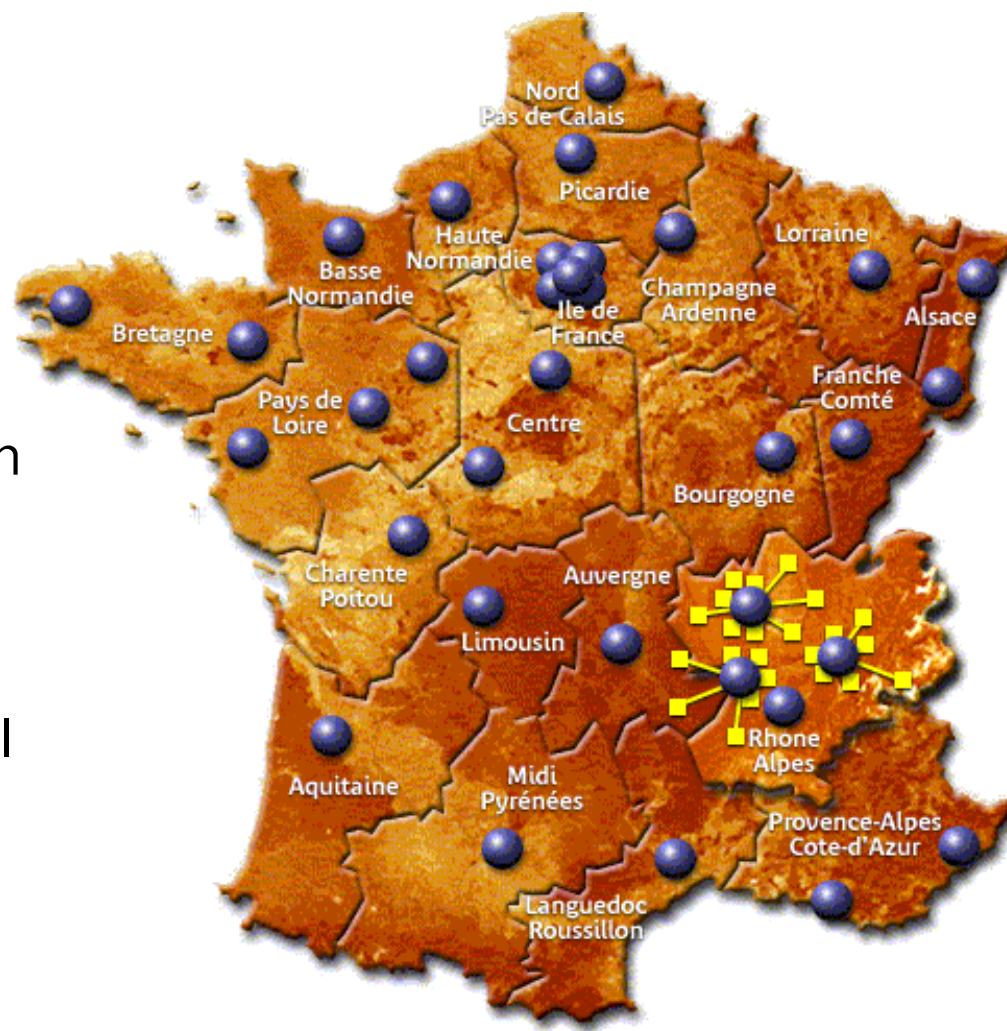 Nord
Pas de Calais
Picardie
Haute
Normandie
Basse
Normandie
Lorraine
Champagne
Ardenne
Ile de
France
Alsace
Bretagne
Pays de
Loire
Centre
Franche
Comté
n
Bourgogne
Charente
Poitou
Auvergne
Limousin
l
Rhone
Alpes
Aquitaine
Midi
Pyrénées
Provence-Alpes
Cote-d'Azur
Languedoc
Roussillon